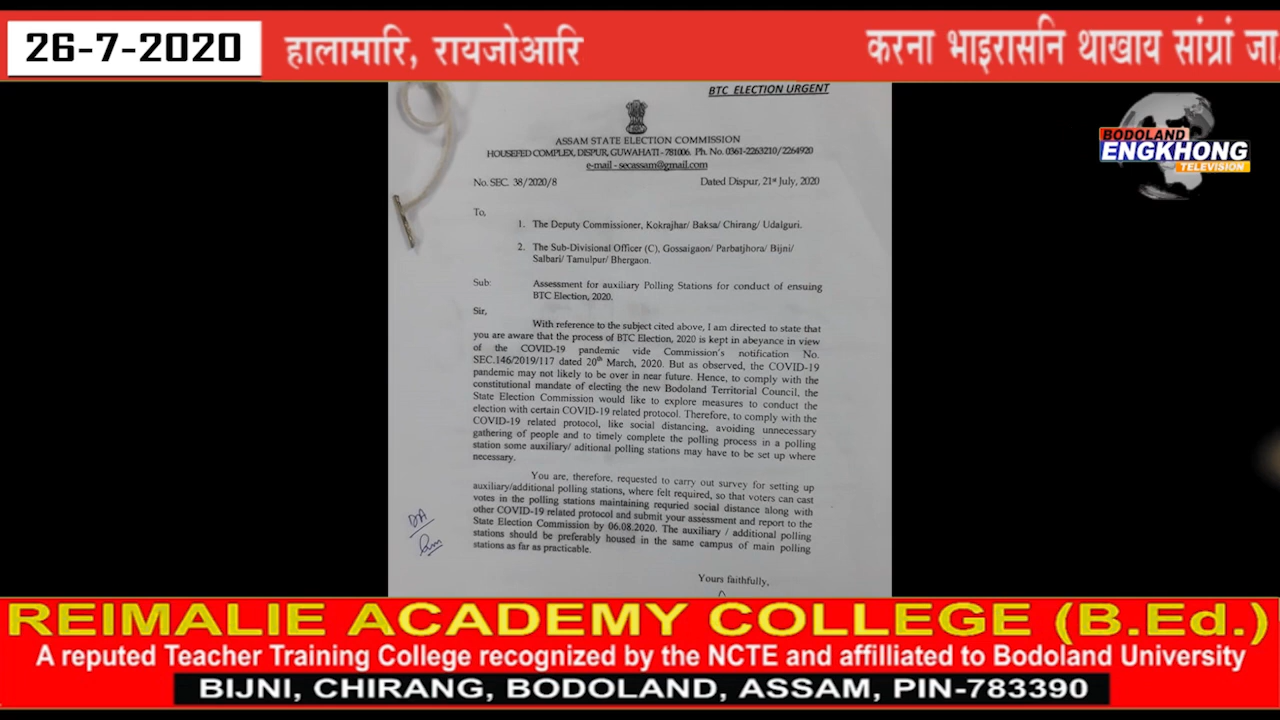 26-7-2020
हालामारि, रायजोआरि
करना भाइरासनि थाखाय सांग्रां
BTC ELECTION URGENT
BODOLAND
ENGKHONG
TELEVISION
ASSAM STATE ELECTION COMMISSION
HOUSEFED COMPLEX, DISPUR, GUWAHATI - 781006. Ph. No. 0361-2263210/2264920
e-mail - secassam@gmail.com
No. SEC. 38/2020/8
Dated Dispur, 21st July, 2020
To,
1. The Deputy Commissioner, Kokrajhar/ Baksa/ Chirang/ Udalguri.
2. The Sub-Divisional Officer (C), Gossaigaon/ Parbatjhora/ Bijni/
Salbari/ Tamulpur/ Bhergaon.
Sub: Assessment for auxiliary Polling Stations for conduct of ensuing
BTC Election, 2020.
Sir,
With reference to the subject cited above, I am directed to state that
you are aware that the process of BTC Election, 2020 is kept in abeyance in view
of the COVID-19 pandemic vide Commission's notification No.
SEC.146/2019/117 dated 20th March, 2020. But as observed, the COVID-19
pandemic may not likely to be over in near future. Hence, to comply with the
constitutional mandate of electing the new Bodoland Territorial Council, the
State Election Commission would like to explore measures to conduct the
election with certain COVID-19 related protocol. Therefore, to comply with the
COVID-19 related protocol, like social distancing, avoiding unnecessary
gathering of people and to timely complete the polling process in a polling
station some auxiliary/ aditional polling stations may have to be set up where
necessary.
You are, therefore, requested to carry out survey for setting up
auxiliary/additional polling stations, where felt required, so that voters can cast
votes in the polling stations maintaining requried social distance along with
other COVID-19 related protocol and submit your assessment and report to the
State Election Commission by 06.08.2020. The auxiliary / additional polling
stations should be preferably housed in the same campus of main polling
stations as far as practicable.
DA
Yours faithfully,
REIMALIE ACADEMY COLLEGE (B.Ed.)
A reputed Teacher Training College recognized by the NCTE and affilliated to Bodoland University
BIJNI, CHIRANG, BODOLAND, ASSAM, PIN-783390